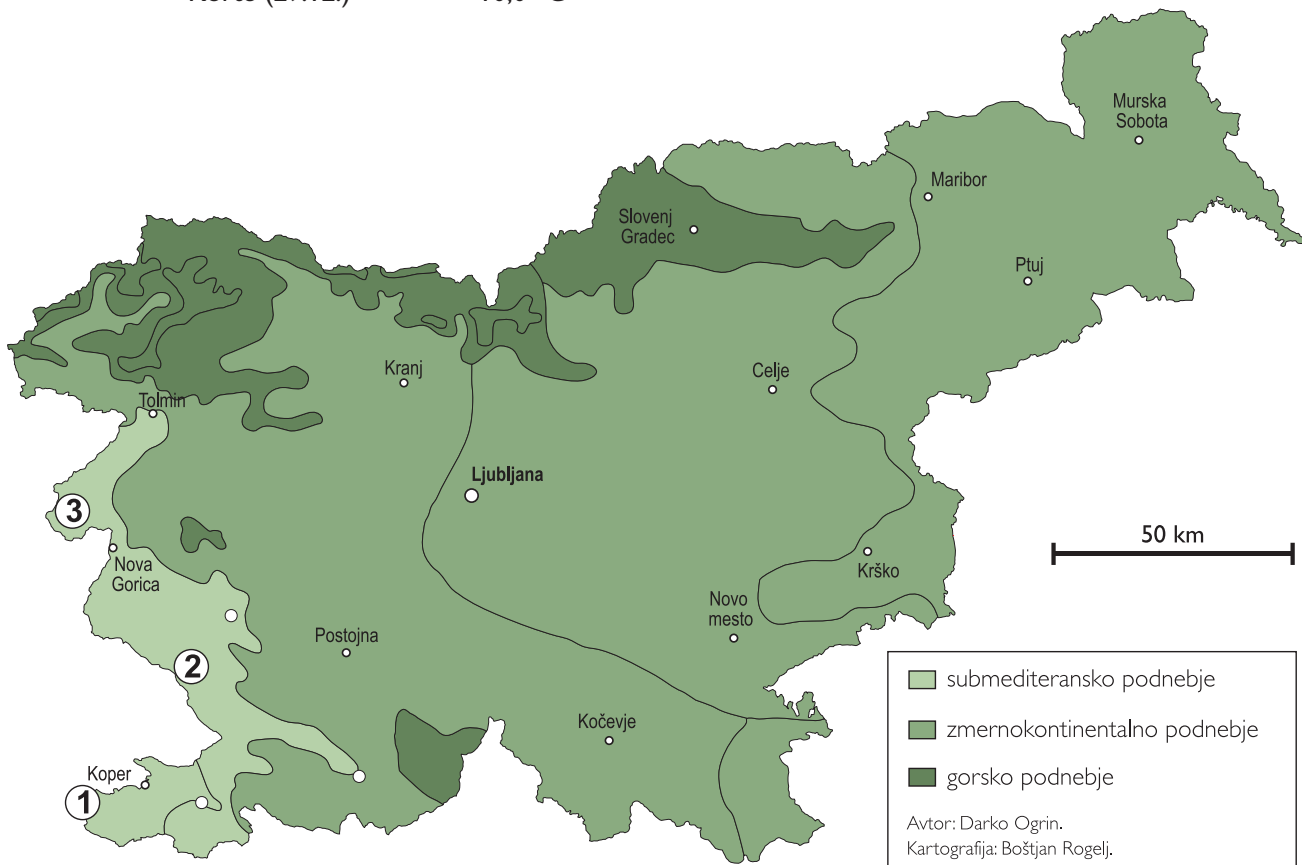 Murska
Sobota
Maribor
Slovenj
Gradec
Ptuj
Kranj
Celje
Tolmin
Ljubljana
3
50 km
Nova
Gorica
Krško
Novo
mesto
Postojna
2
Kočevje
Koper
1
submediteransko podnebje
zmernokontinentalno podnebje
gorsko podnebje
Avtor: Darko Ogrin.
Kartografija: Boštjan Rogelj.